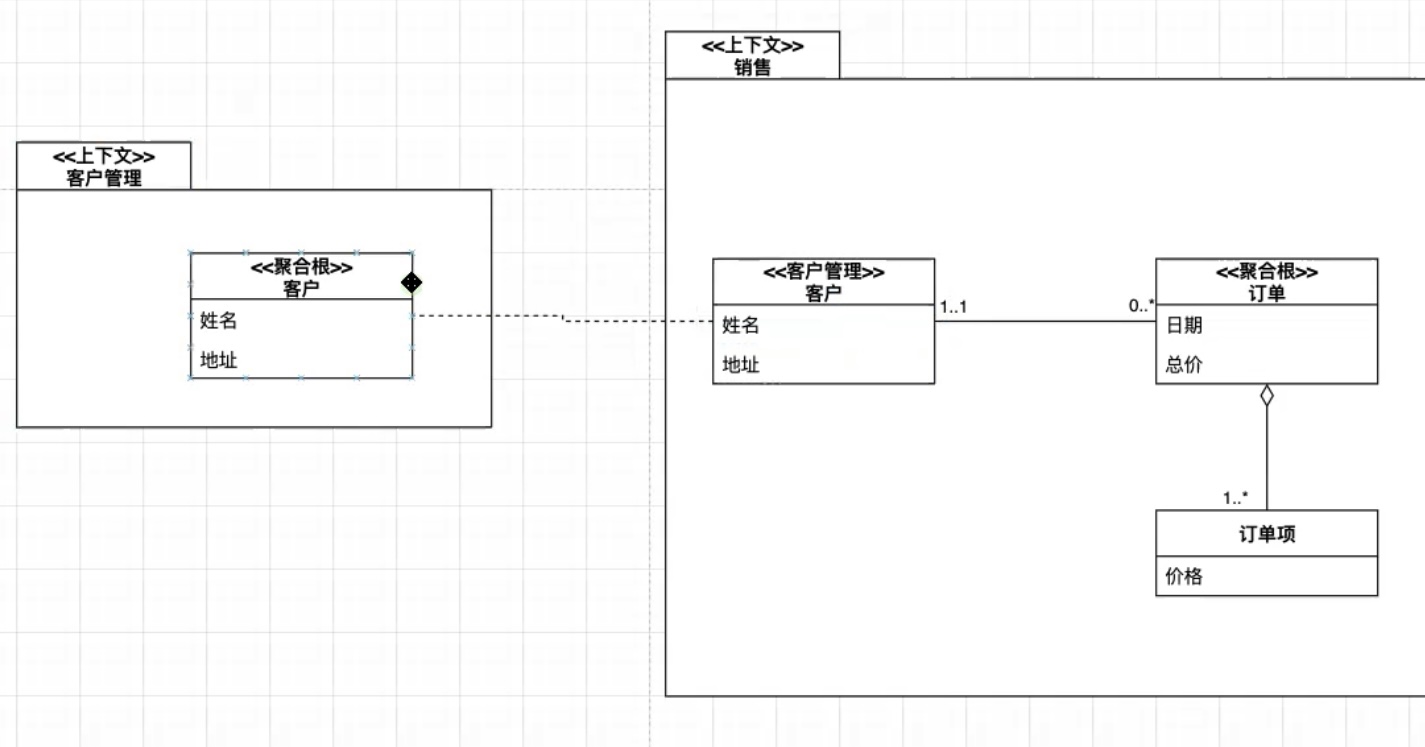 <<上下文>>
客户管理
<<聚合根>>
客户
姓名
地址
<<上下文>>
销售
<<客户管理>>
客户
姓名
地址
1..1
0..*
<<聚合根>>
订单
日期
总价
1..*
订单项
价格